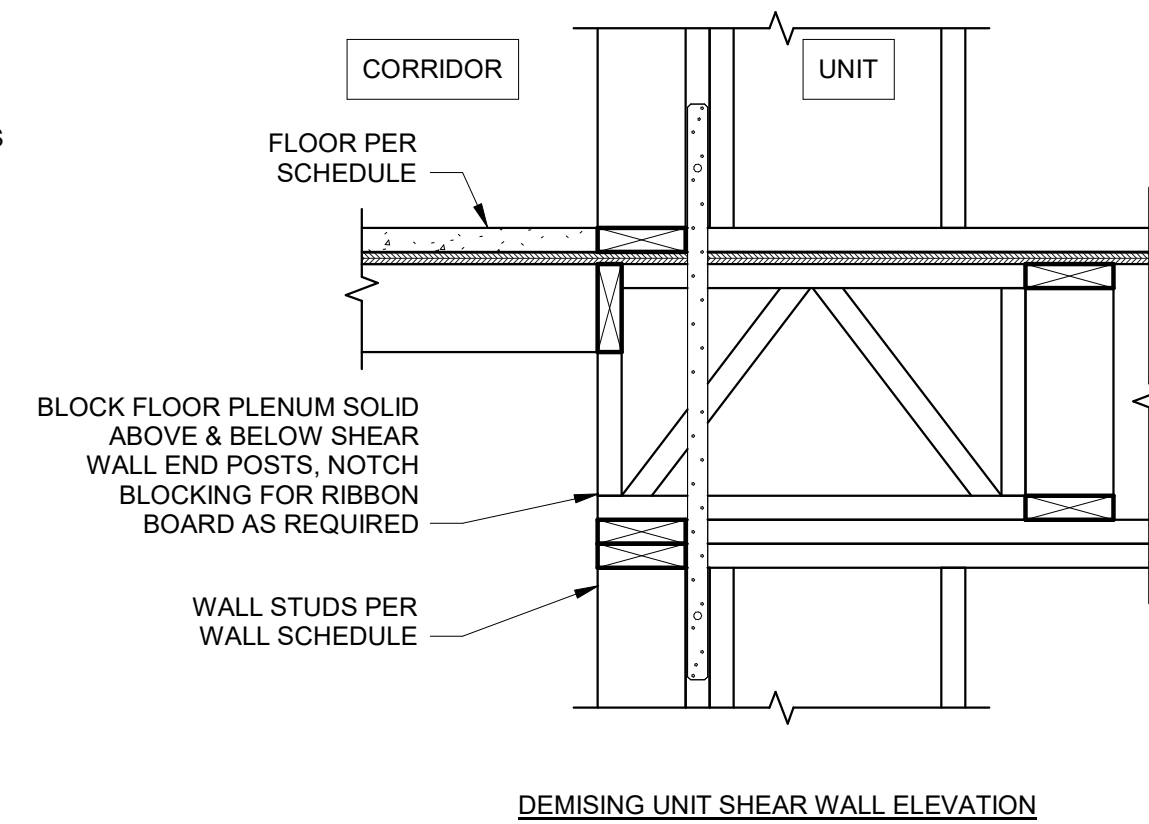 CORRIDOR
UNIT
S
FLOOR PER
SCHEDULE
BLOCK FLOOR PLENUM SOLID
ABOVE & BELOW SHEAR
WALL END POSTS, NOTCH
BLOCKING FOR RIBBON
BOARD AS REQUIRED
WALL STUDS PER
WALL SCHEDULE
DEMISING UNIT SHEAR WALL ELEVATION